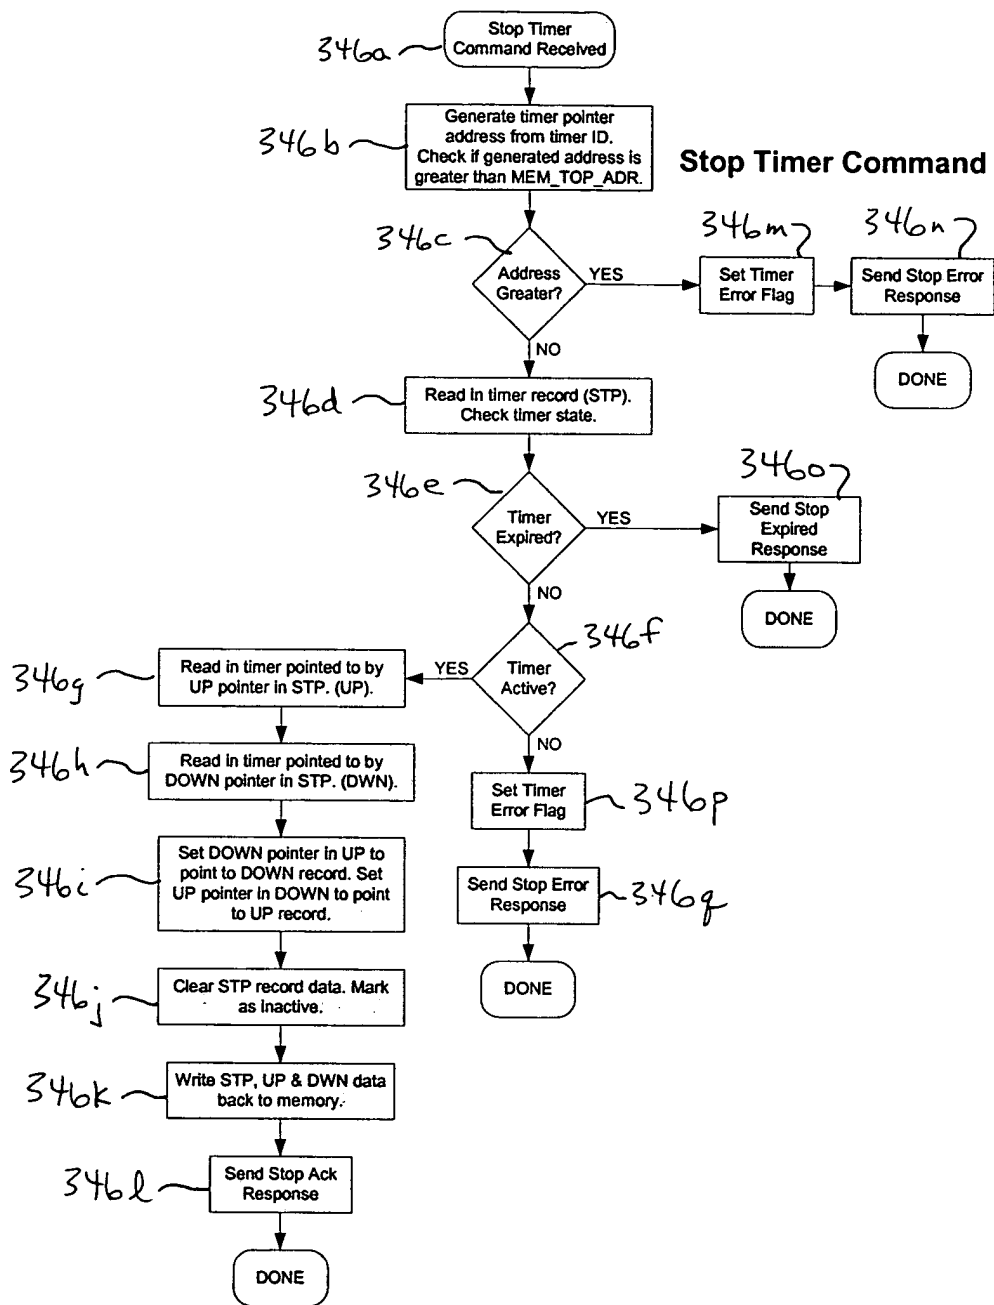 346a
Stop Timer
Command Received
346b
Generate timer pointer
address from timer ID.
Check if generated address is
greater than MEM_TOP_ADR.
Stop Timer Command
346c
Address
Greater?
YES
346m
Set Timer
Error Flag
346n
Send Stop Error
Response
DONE
NO
346d
Read in timer record (STP).
Check timer state.
346e
Timer
Expired?
YES
346o
Send Stop
Expired
Response
DONE
NO
346f
Timer
Active?
YES
346g
Read in timer pointed to by
UP pointer in STP. (UP).
346h
Read in timer pointed to by
DOWN pointer in STP. (DWN).
346i
Set DOWN pointer in UP to
point to DOWN record. Set
UP pointer in DOWN to point
to UP record.
346j
Clear STP record data. Mark
as inactive.
346k
Write STP, UP & DWN data
back to memory.
346l
Send Stop Ack
Response
DONE
NO
Set Timer
Error Flag
346p
Send Stop Error
Response
346q
DONE